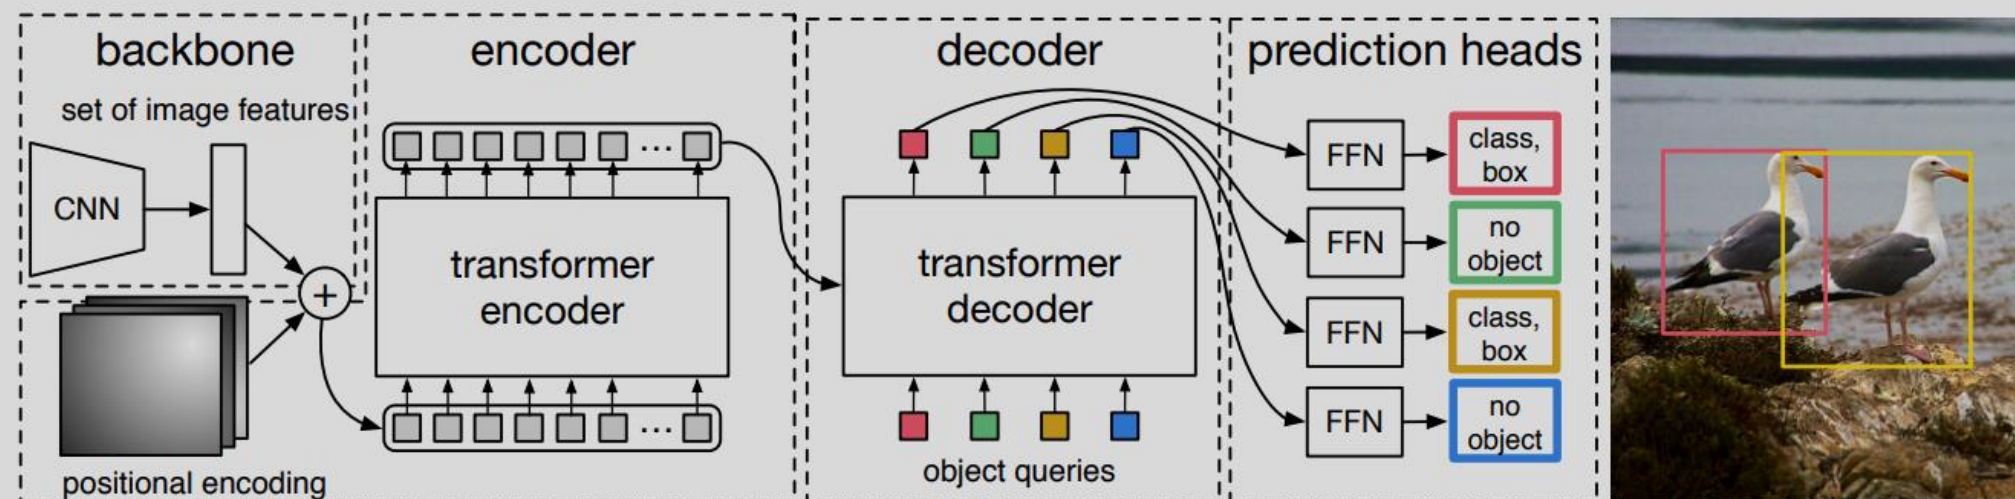 backbone
set of image features
CNN
+
positional encoding
encoder
...
transformer
encoder
...
decoder
transformer
decoder
object queries
prediction heads
FFN
class,
box
FFN
no
object
FFN
class,
box
FFN
no
object